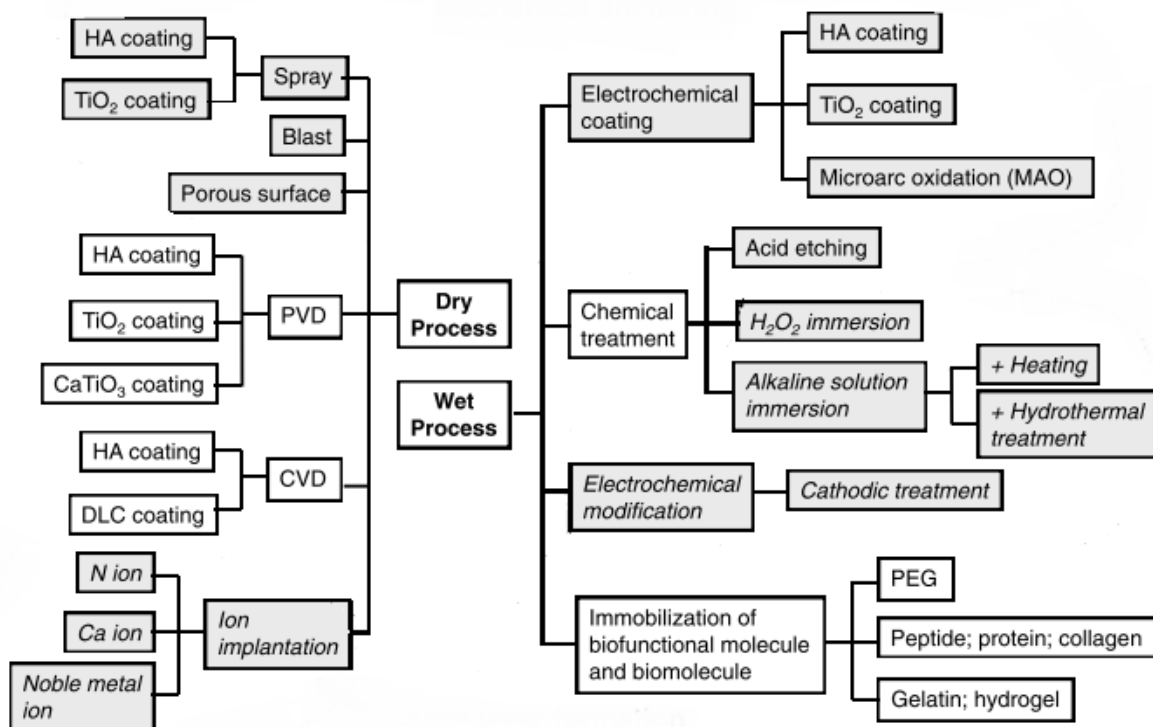 HA coating
TiO₂ coating
Spray
Blast
Porous surface
HA coating
TiO₂ coating
CaTiO₃ coating
PVD
HA coating
DLC coating
CVD
N ion
Ca ion
Noble metal
ion
Ion
implantation
Dry
Process
Wet
Process
Electrochemical
coating
HA coating
TiO₂ coating
Microarc oxidation (MAO)
Chemical
treatment
Acid etching
H₂O₂ immersion
Alkaline solution
immersion
+ Heating
+ Hydrothermal
treatment
Electrochemical
modification
Cathodic treatment
Immobilization of
biofunctional molecule
and biomolecule
PEG
Peptide; protein; collagen
Gelatin; hydrogel